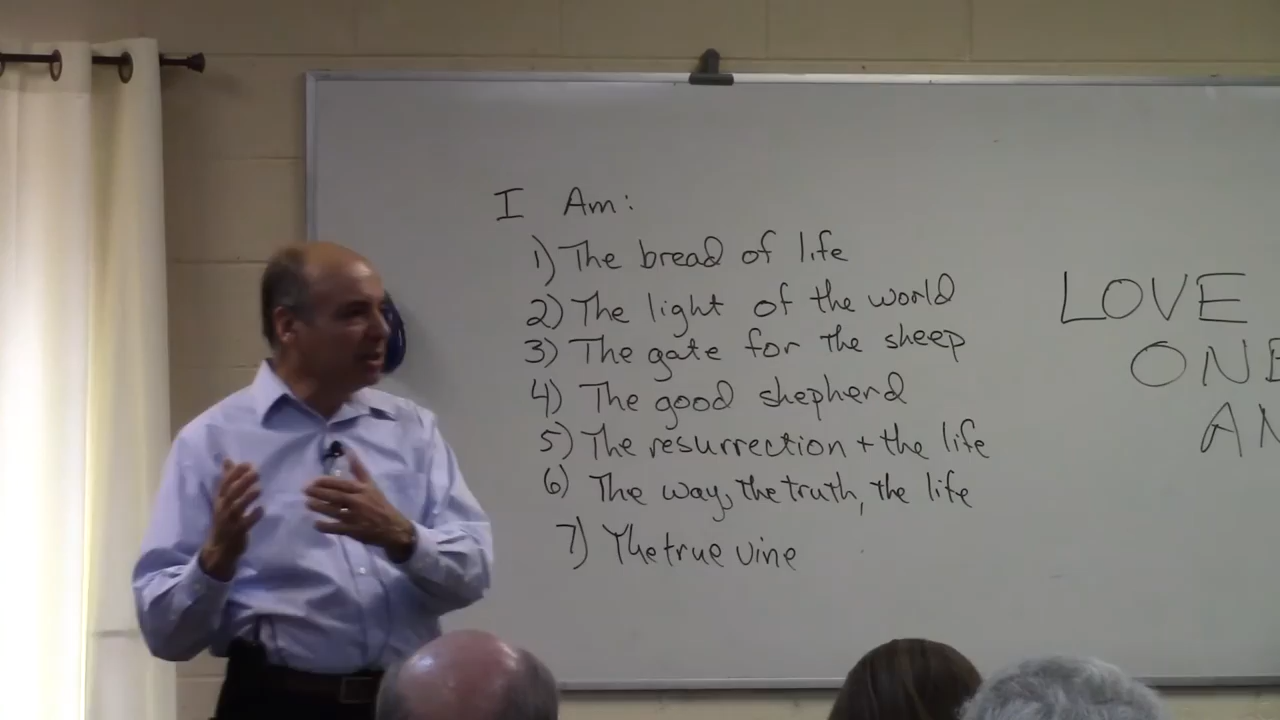 I Am:
1) The bread of life
2) The light of the world
3) The gate for the sheep
4) The good shepherd
5) The resurrection + the life
6) The way, the truth, the life
7) The true vine
LOVE
ONE
AN